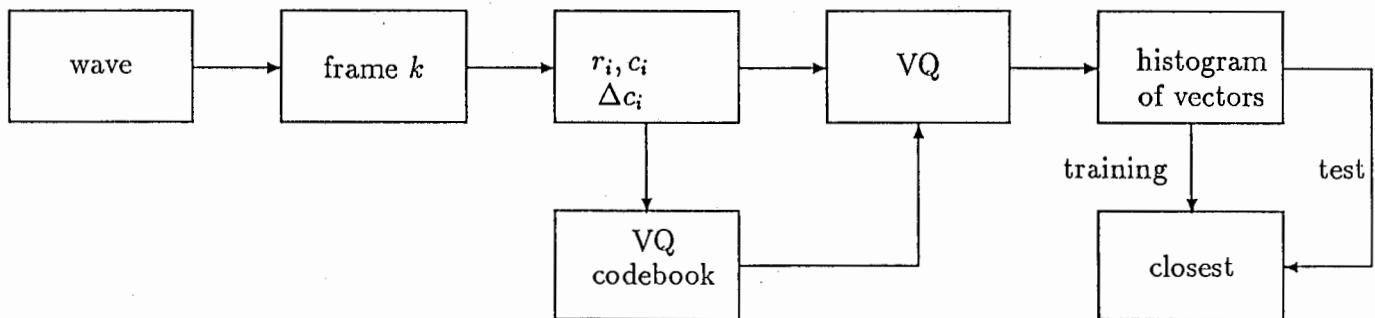 wave
frame k
r_i, c_i
Δc_i
VQ
histogram
of vectors
training
test
VQ
codebook
closest